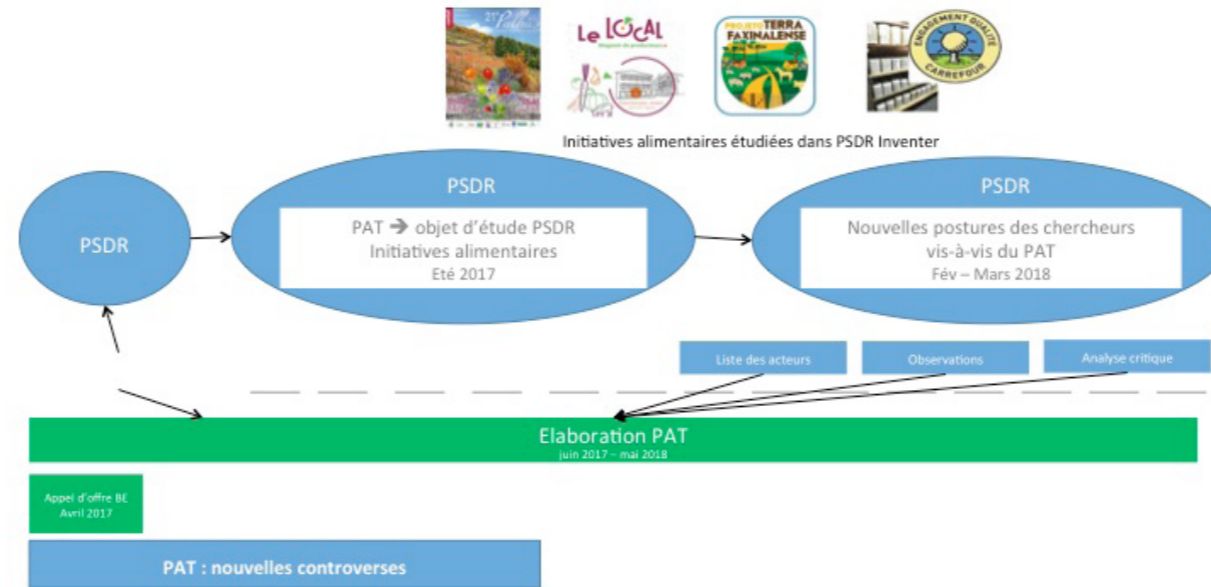 Le LOCAL
PROJETO TERRA
FAXINALENSE
ENGAGEMENT QUALITÉ
CARREFOUR
Initiatives alimentaires étudiées dans PSDR Inventer
PSDR
PSDR
PAT ➔ objet d'étude PSDR
Initiatives alimentaires
Eté 2017
PSDR
Nouvelles postures des chercheurs
vis-à-vis du PAT
Fév – Mars 2018
Liste des acteurs
Observations
Analyse critique
Elaboration PAT
juin 2017 – mai 2018
Appel d'offre BE
Avril 2017
PAT : nouvelles controverses